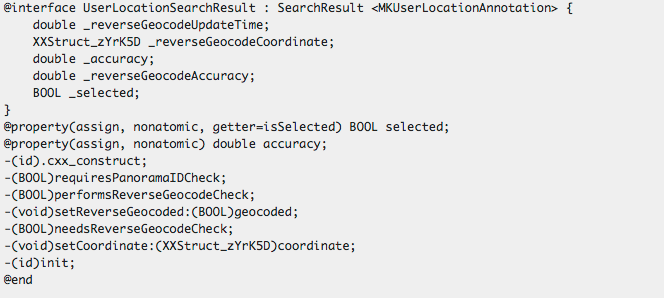 @interface UserLocationSearchResult : SearchResult <MKUserLocationAnnotation> {
    double _reverseGeocodeUpdateTime;
    XXStruct_zYrK5D _reverseGeocodeCoordinate;
    double _accuracy;
    double _reverseGeocodeAccuracy;
    BOOL _selected;
}
@property(assign, nonatomic, getter=isSelected) BOOL selected;
@property(assign, nonatomic) double accuracy;
-(id).cxx_construct;
-(BOOL)requiresPanoramaIDCheck;
-(BOOL)performsReverseGeocodeCheck;
-(void)setReverseGeocoded:(BOOL)geocoded;
-(BOOL)needsReverseGeocodeCheck;
-(void)setCoordinate:(XXStruct_zYrK5D)coordinate;
-(id)init;
@end